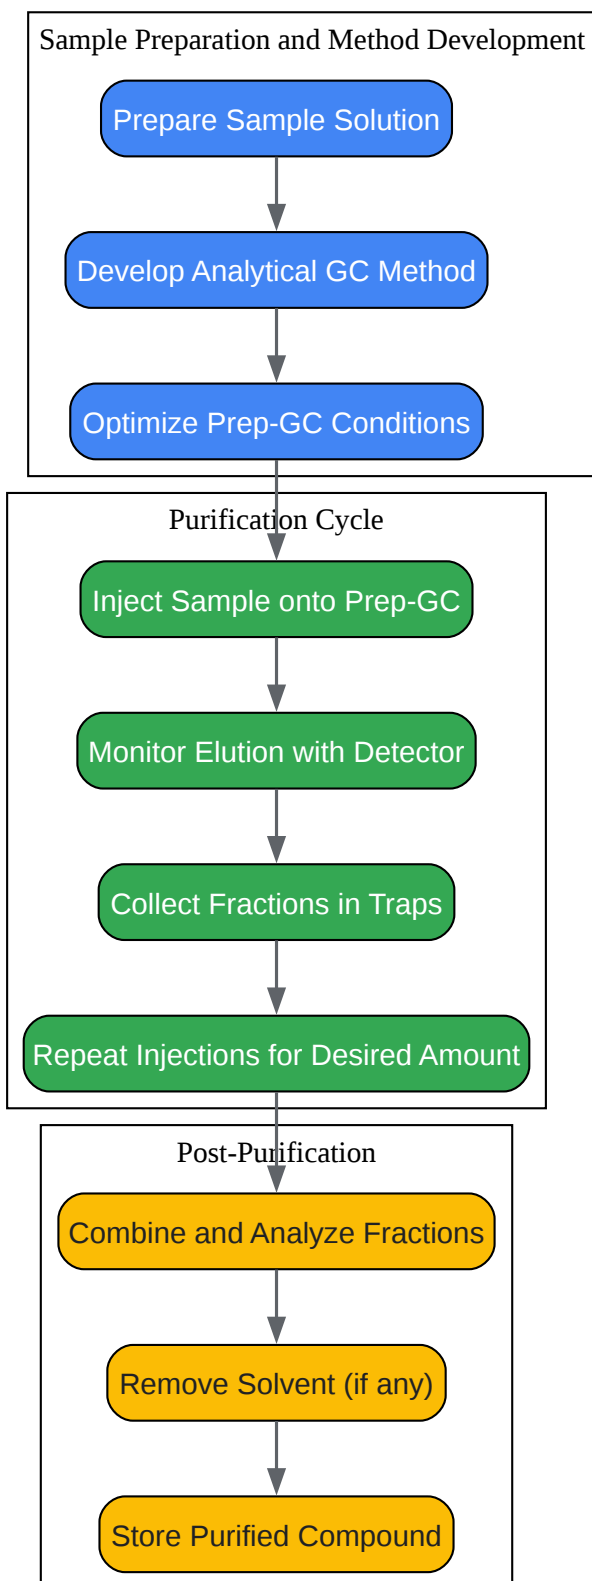 Sample Preparation and Method Development
Prepare Sample Solution
Develop Analytical GC Method
Optimize Prep-GC Conditions
Purification Cycle
Inject Sample onto Prep-GC
Monitor Elution with Detector
Collect Fractions in Traps
Repeat Injections for Desired Amount
Post-Purification
Combine and Analyze Fractions
Remove Solvent (if any)
Store Purified Compound